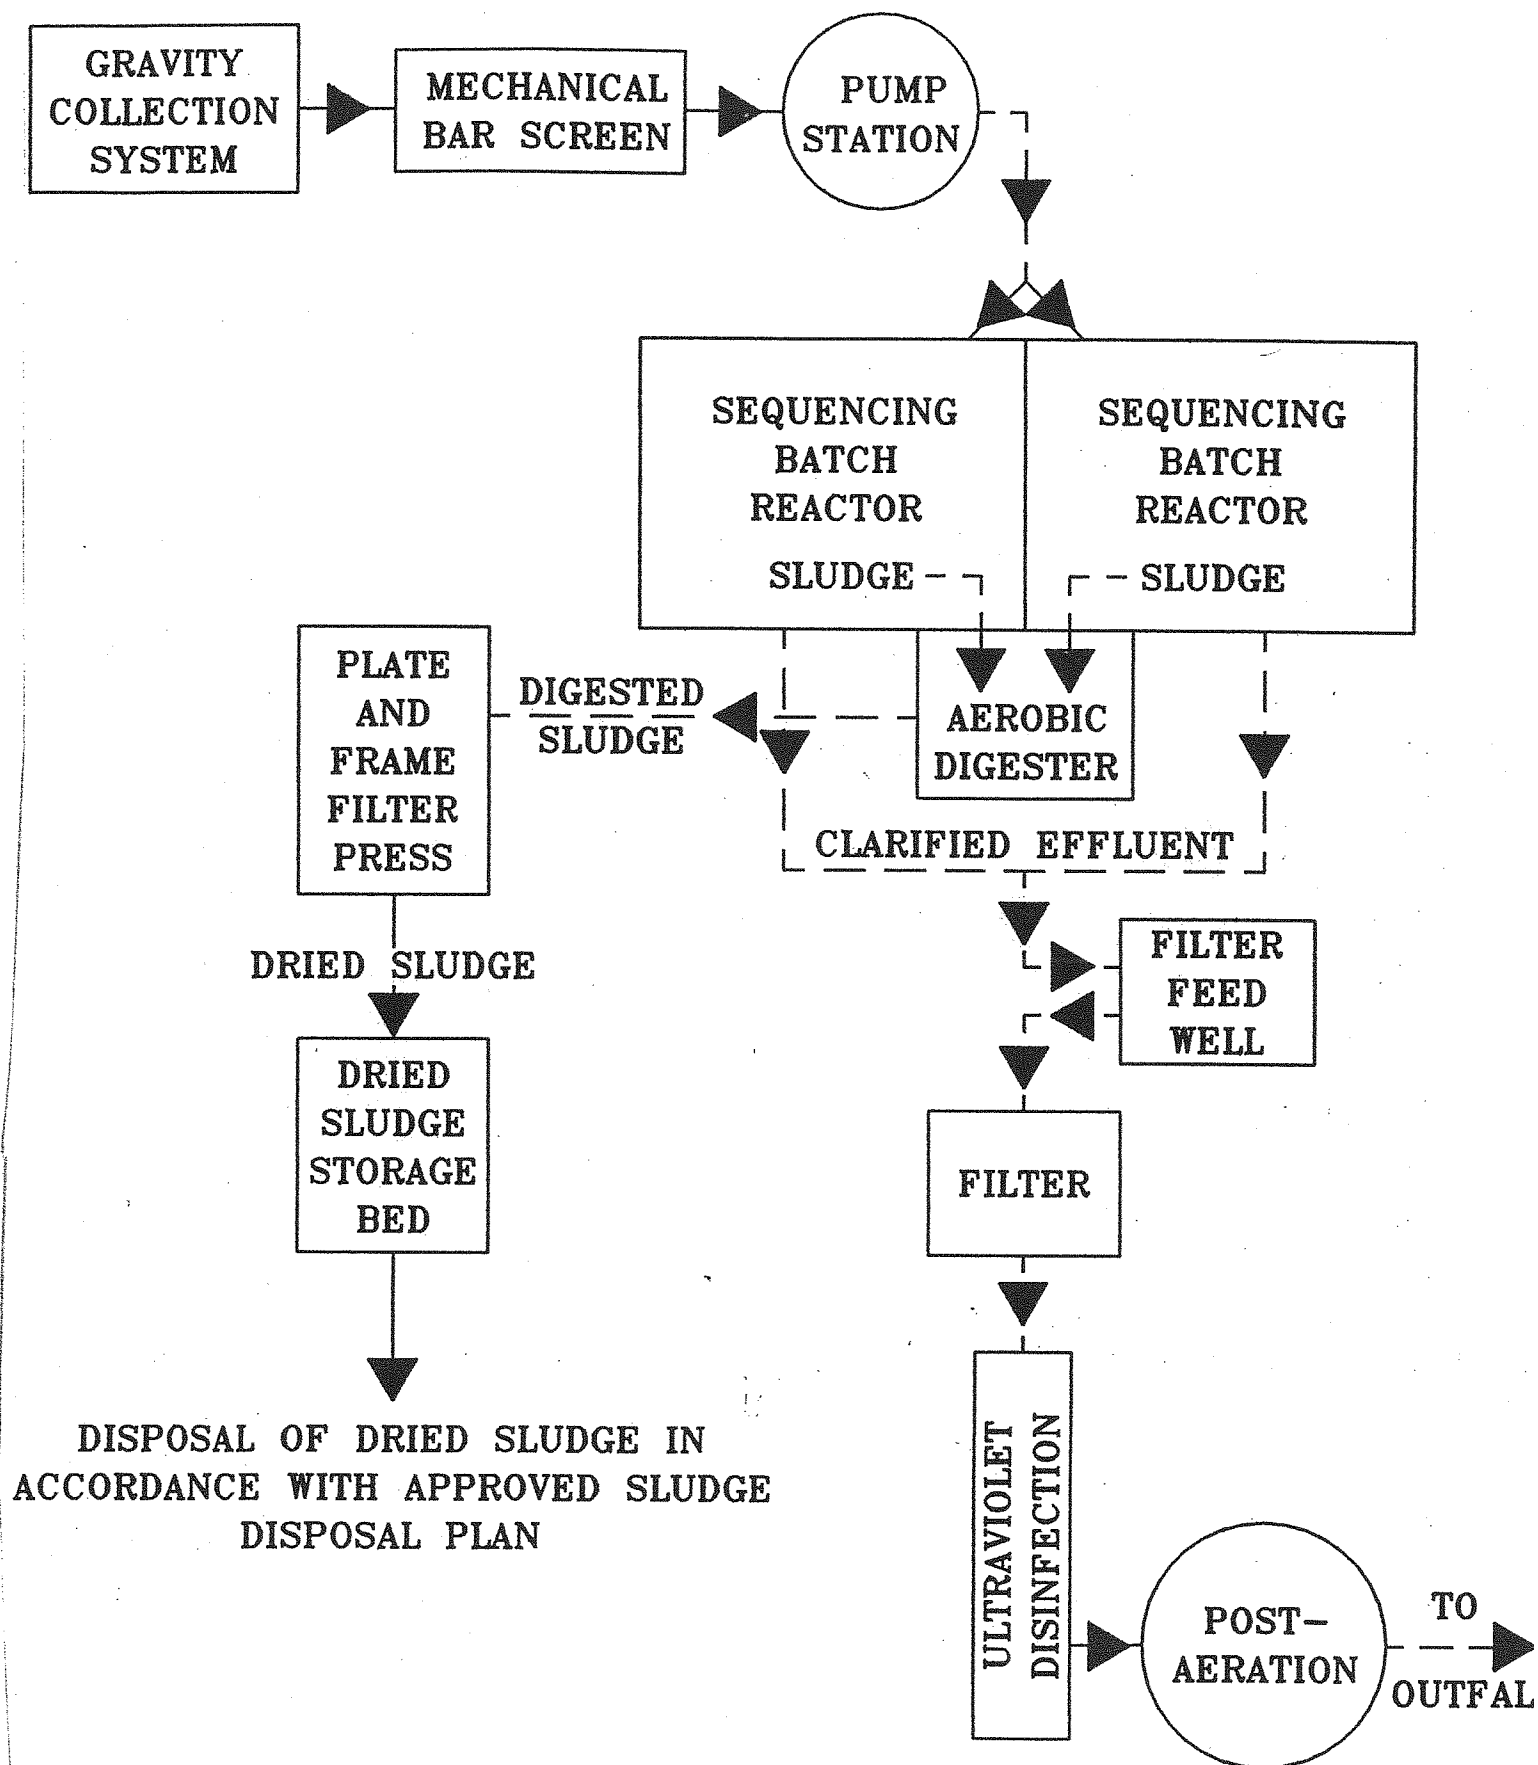 GRAVITY
COLLECTION
SYSTEM
MECHANICAL
BAR SCREEN
PUMP
STATION
SEQUENCING
BATCH
REACTOR
SLUDGE
SEQUENCING
BATCH
REACTOR
SLUDGE
PLATE
AND
FRAME
FILTER
PRESS
DIGESTED
SLUDGE
AEROBIC
DIGESTER
CLARIFIED EFFLUENT
DRIED SLUDGE
FILTER
FEED
WELL
DRIED
SLUDGE
STORAGE
BED
FILTER
DISPOSAL OF DRIED SLUDGE IN
ACCORDANCE WITH APPROVED SLUDGE
DISPOSAL PLAN
ULTRAVIOLET
DISINFECTION
POST-
AERATION
TO
OUTFAL